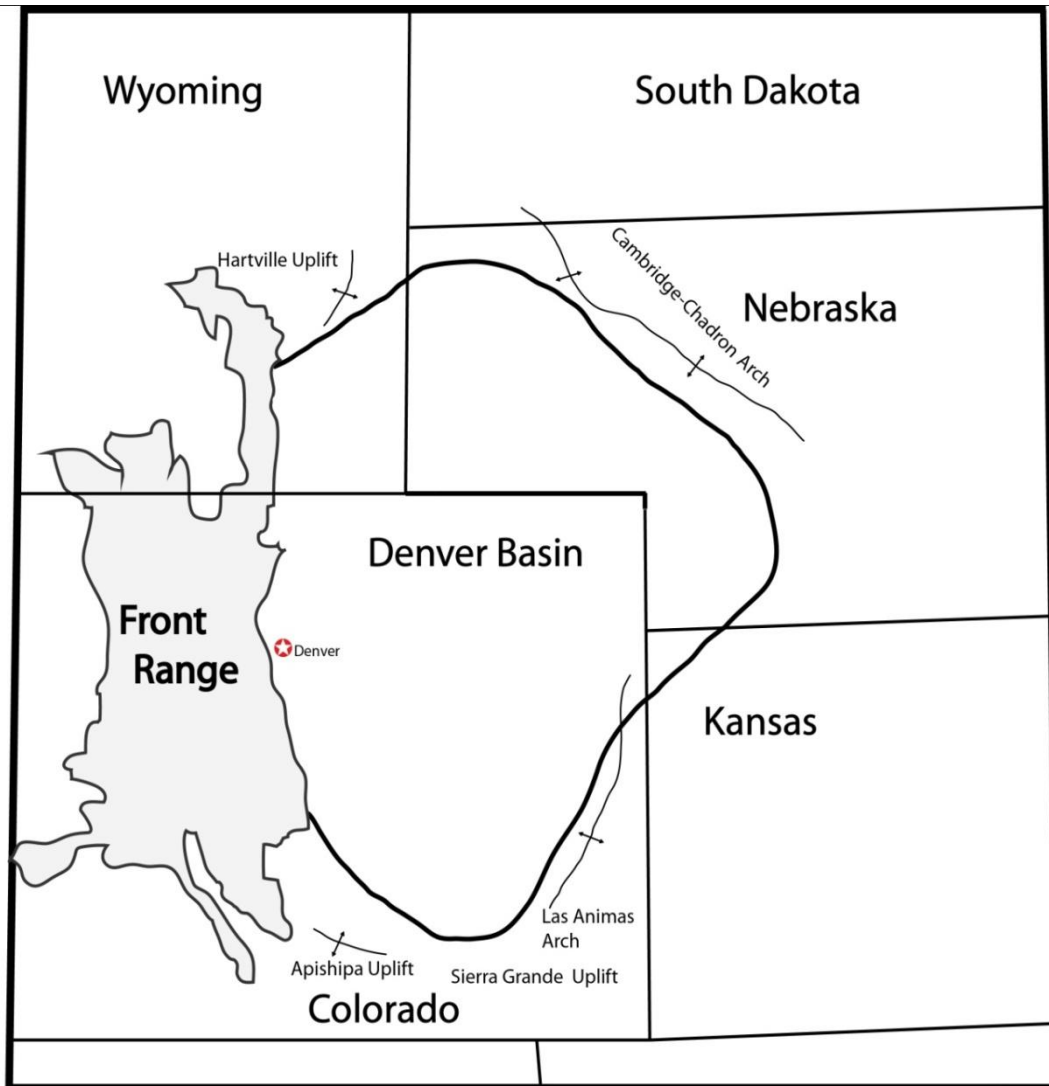 Wyoming
South Dakota
Hartville Uplift
Cambridge-Chadron Arch
Nebraska
Denver Basin
Front
Range
Denver
Kansas
Las Animas
Arch
Apishipa Uplift
Sierra Grande Uplift
Colorado